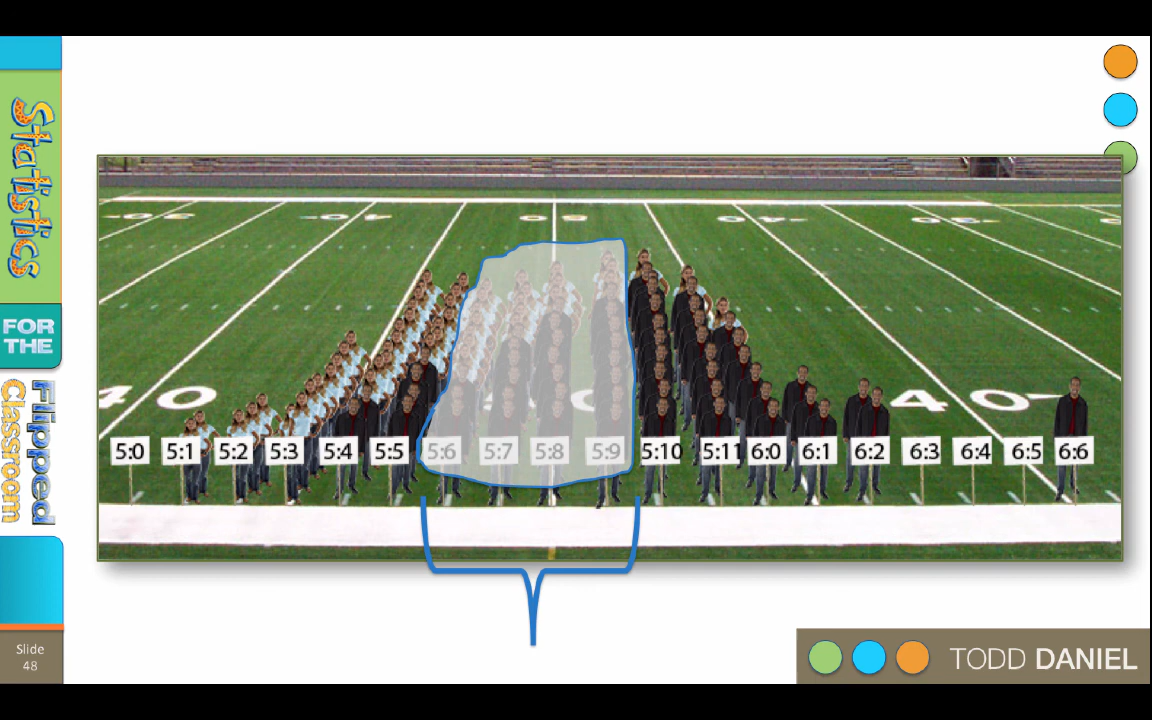 Statistics
FOR
THE
Flipped
Classroom
Slide
48
5:0 5:1 5:2 5:3 5:4 5:5 5:6 5:7 5:8 5:9 5:10 5:11 6:0 6:1 6:2 6:3 6:4 6:5 6:6
40 40
TODD DANIEL